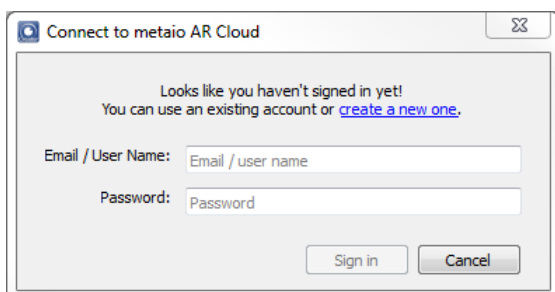 Connect to metaio AR Cloud
Looks like you haven't signed in yet!
You can use an existing account or create a new one.
Email / User Name: Email / user name
Password: Password
Sign in Cancel